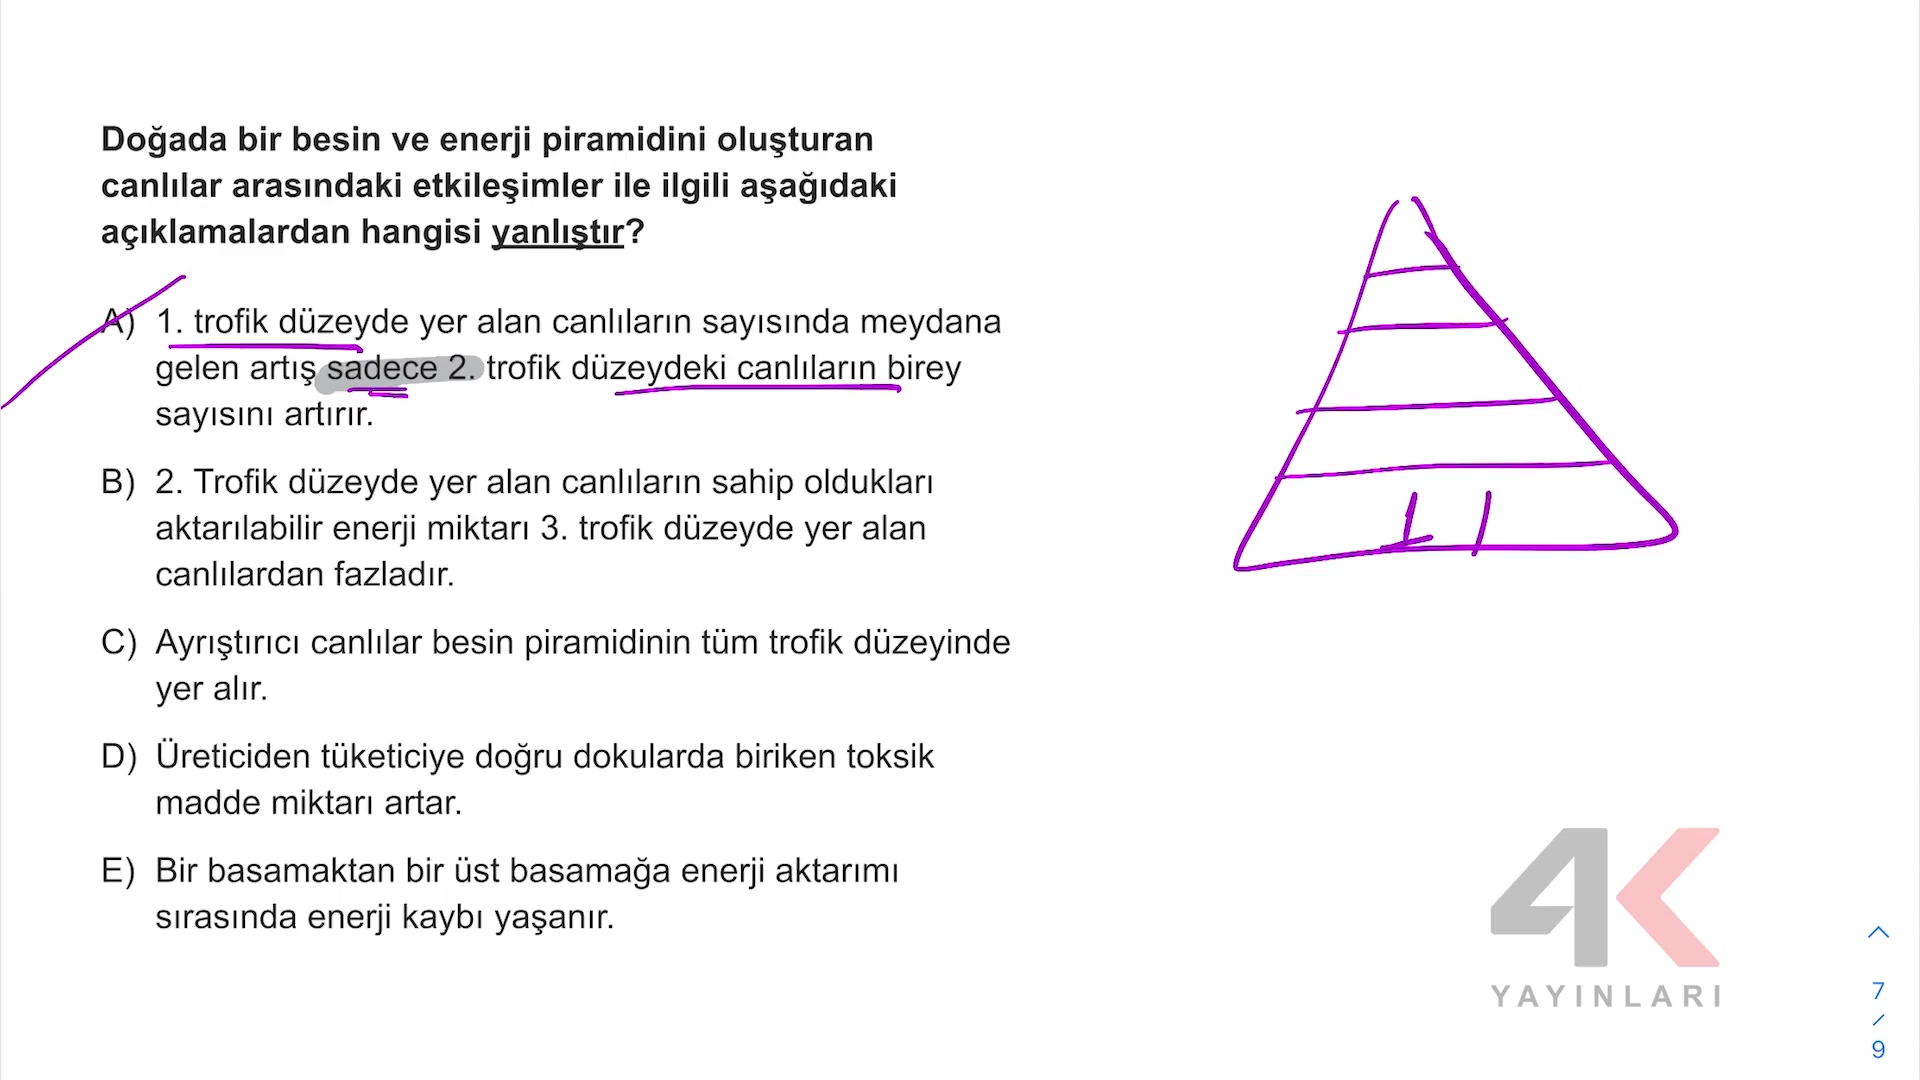 Doğada bir besin ve enerji piramidini oluşturan
canlılar arasındaki etkileşimler ile ilgili aşağıdaki
açıklamalardan hangisi yanlıştır?
A) 1. trofik düzeyde yer alan canlıların sayısında meydana
gelen artış sadece 2. trofik düzeydeki canlıların birey
sayısını artırır.
B) 2. Trofik düzeyde yer alan canlıların sahip oldukları
aktarılabilir enerji miktarı 3. trofik düzeyde yer alan
canlılardan fazladır.
C) Ayrıştırıcı canlılar besin piramidinin tüm trofik düzeyinde
yer alır.
D) Üreticiden tüketiciye doğru dokularda biriken toksik
madde miktarı artar.
E) Bir basamaktan bir üst basamağa enerji aktarımı
sırasında enerji kaybı yaşanır.
4K
YAYINLARI
7
/
9